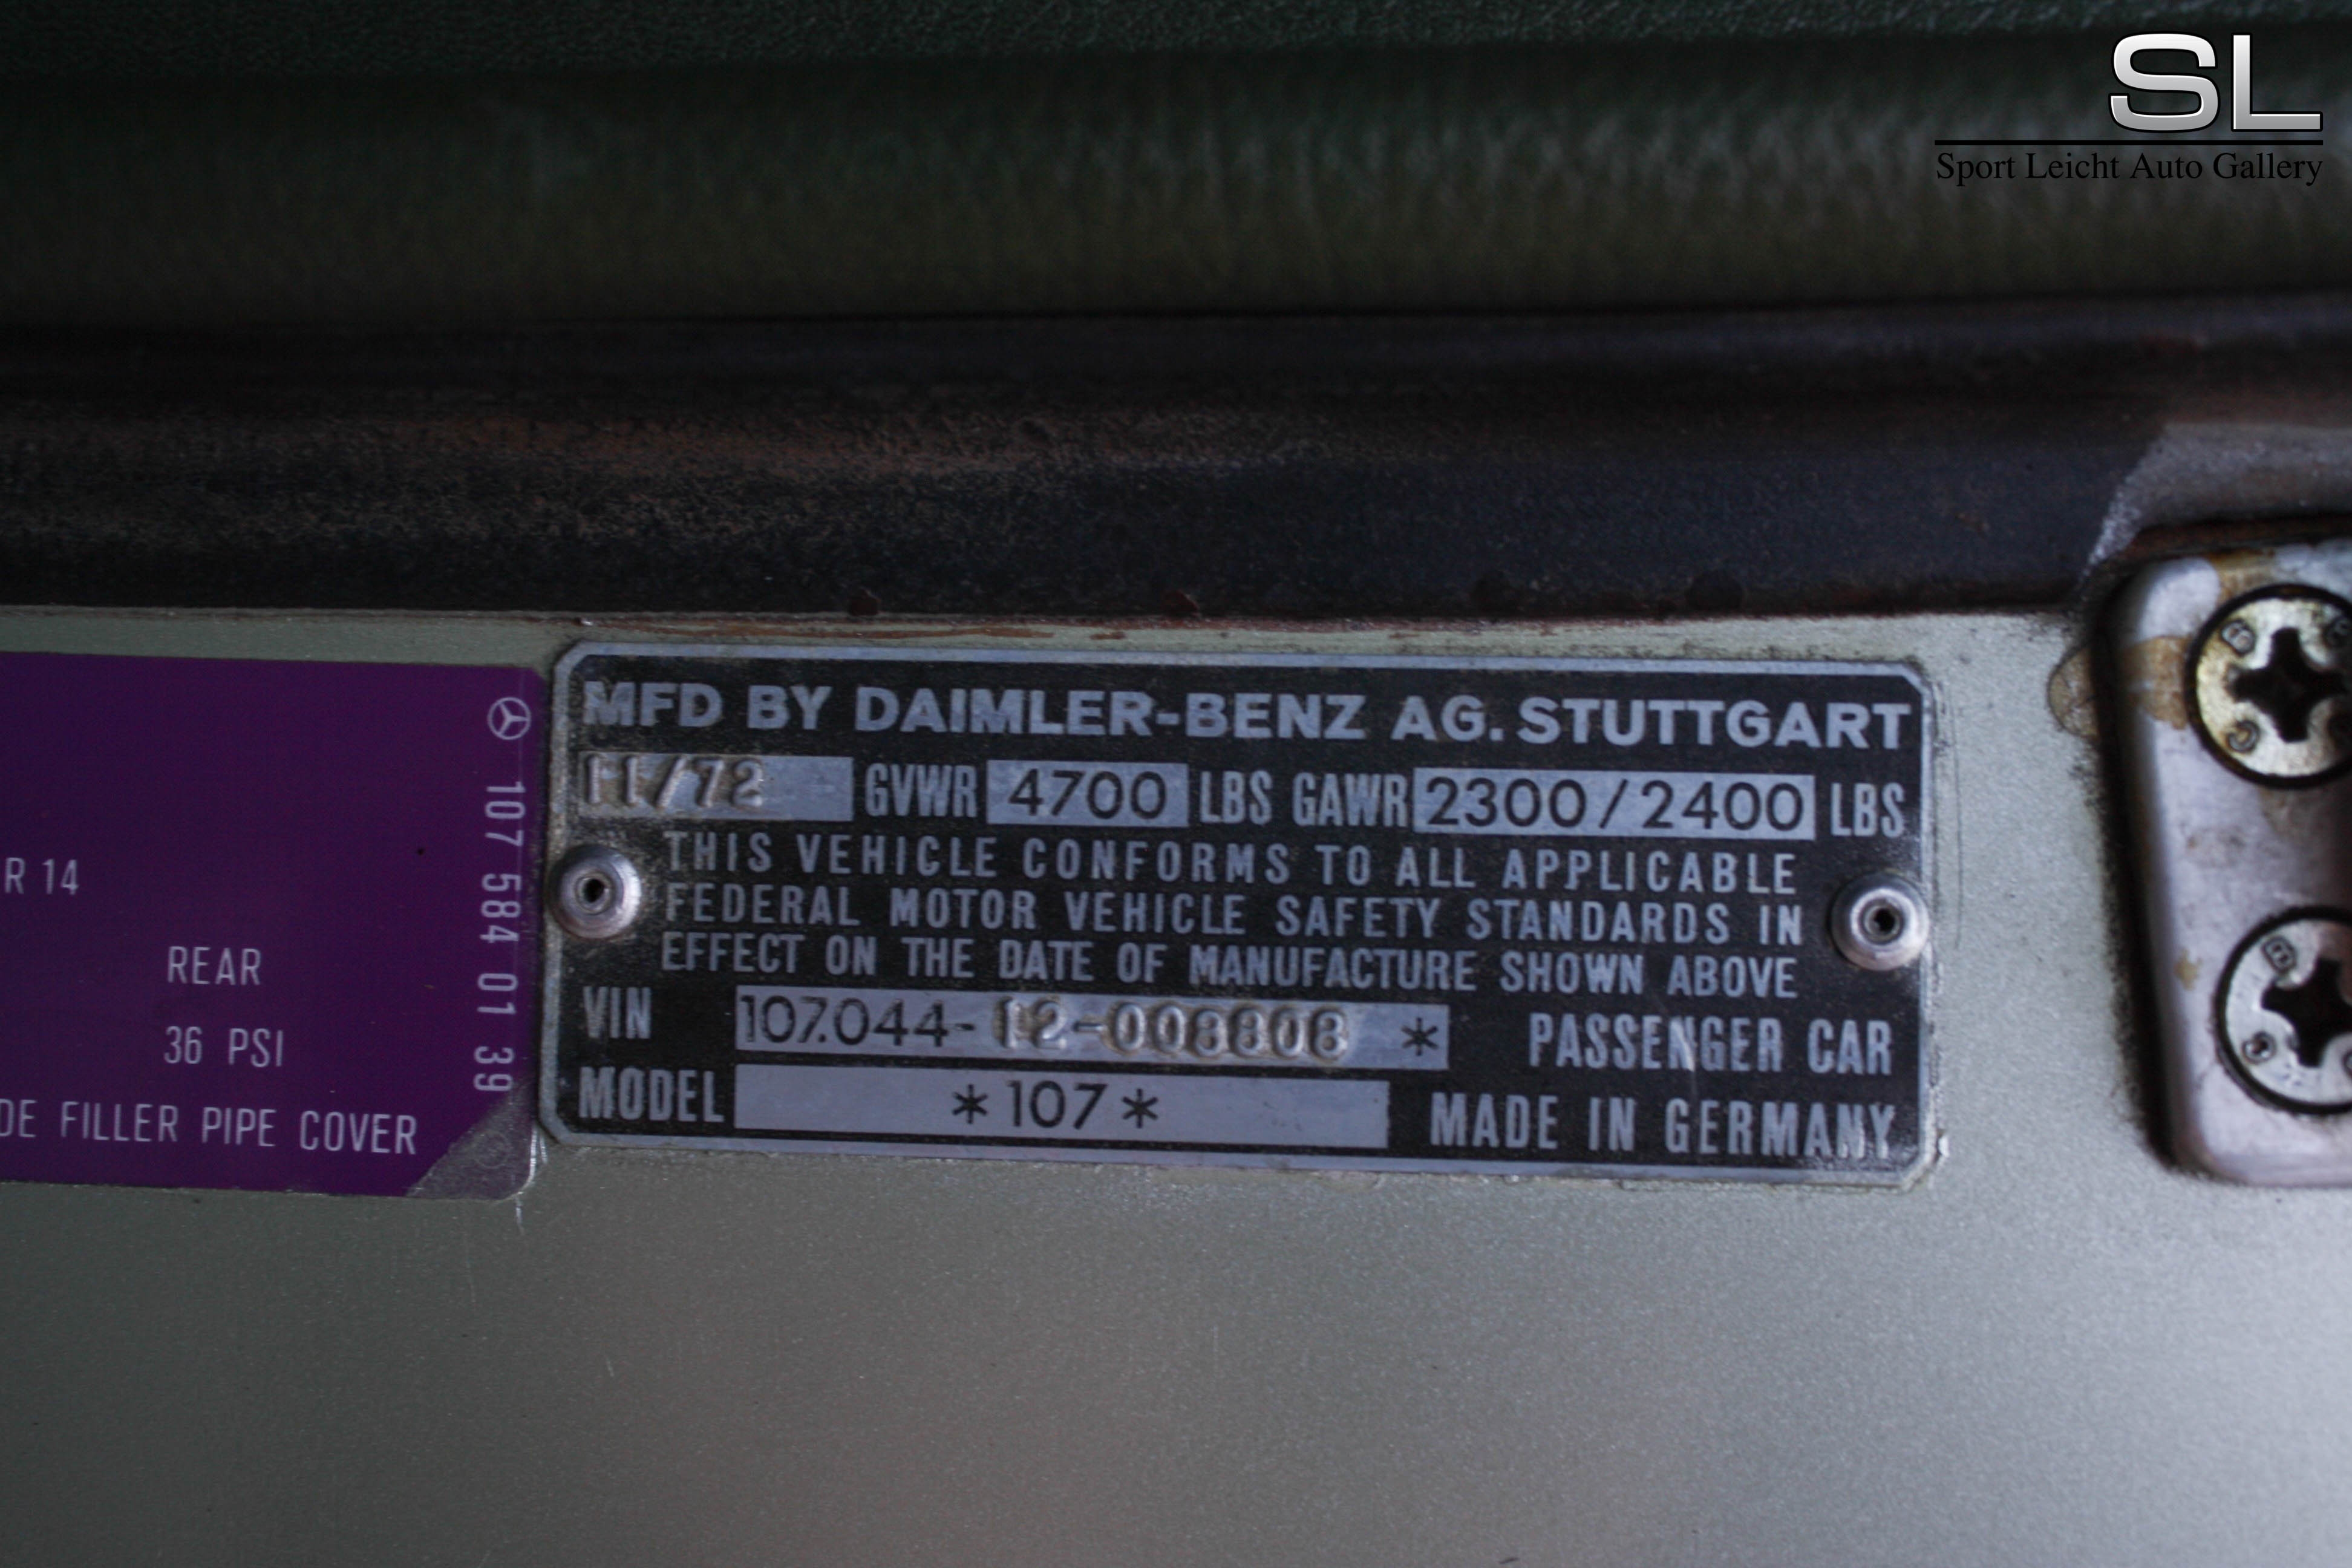 SL
Sport Leicht Auto Gallery
R 14
REAR
36 PSI
DE FILLER PIPE COVER
107 584 01 39
MFD BY DAIMLER-BENZ AG. STUTTGART
11/72 GVWR 4700 LBS GAWR 2300/2400 LBS
THIS VEHICLE CONFORMS TO ALL APPLICABLE
FEDERAL MOTOR VEHICLE SAFETY STANDARDS IN
EFFECT ON THE DATE OF MANUFACTURE SHOWN ABOVE
VIN 107.044-12-008808 * PASSENGER CAR
MODEL *107* MADE IN GERMANY